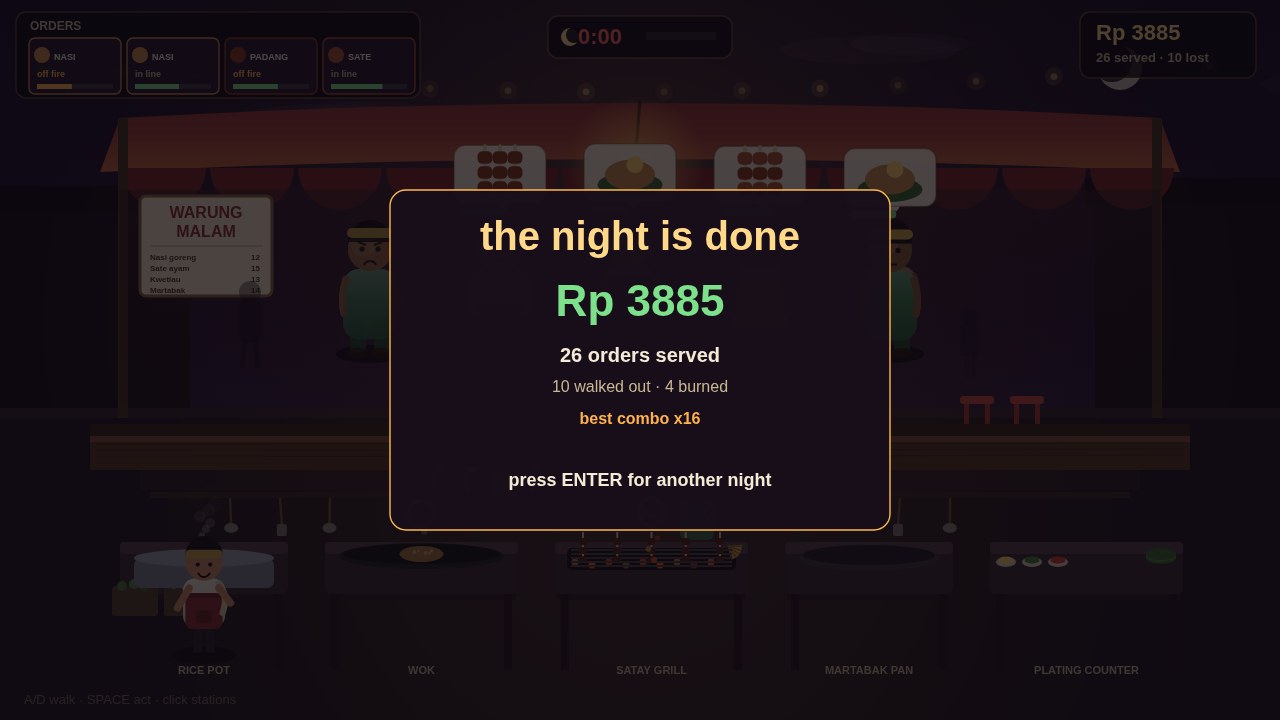 ORDERS
NASI
off fire
NASI
in line
PADANG
off fire
SATE
in line
0:00
Rp 3885
26 served · 10 lost
WARUNG
MALAM
Nasi goreng 12
Sate ayam 15
Kwetiau 13
Martabak 14
the night is done
Rp 3885
26 orders served
10 walked out · 4 burned
best combo x16
press ENTER for another night
RICE POT
WOK
SATAY GRILL
MARTABAK PAN
PLATING COUNTER
A/D walk · SPACE act · click stations